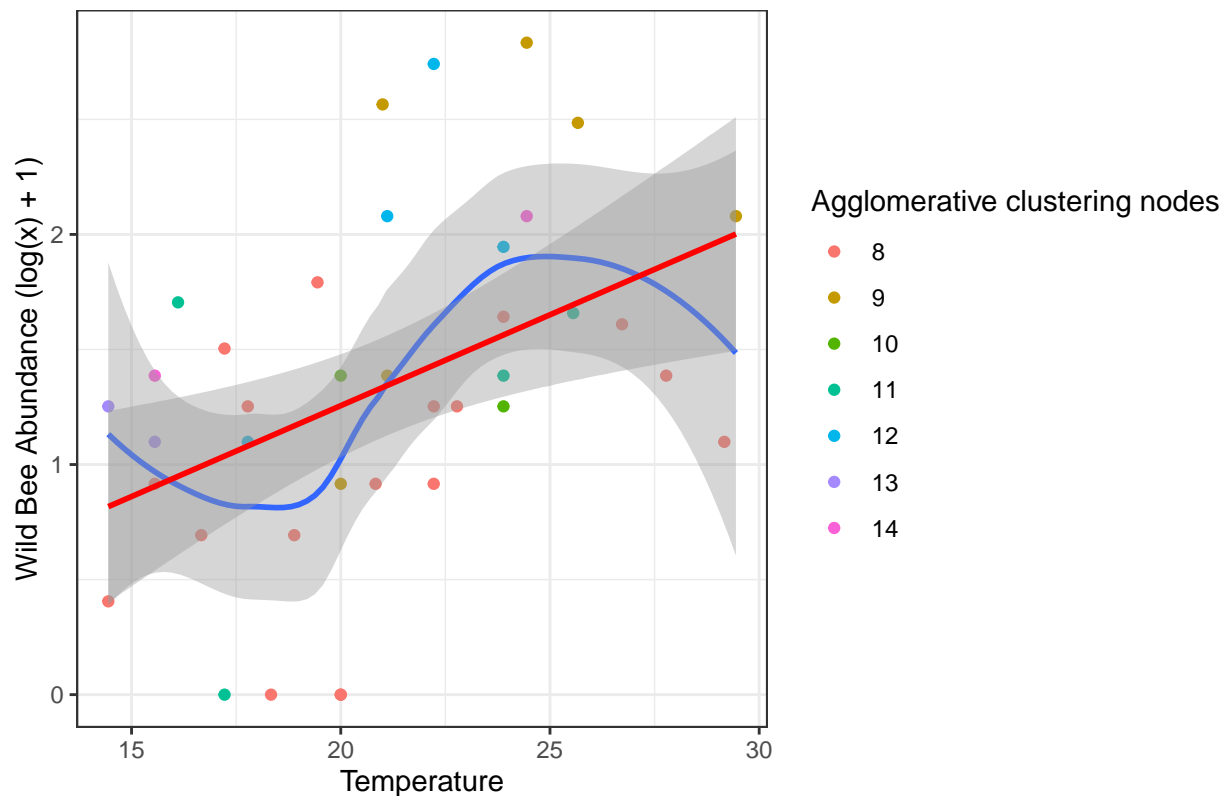 Wild Bee Abundance (log(x) + 1)
2
1
0
15 20 25 30
Temperature
Agglomerative clustering nodes
8
9
10
11
12
13
14